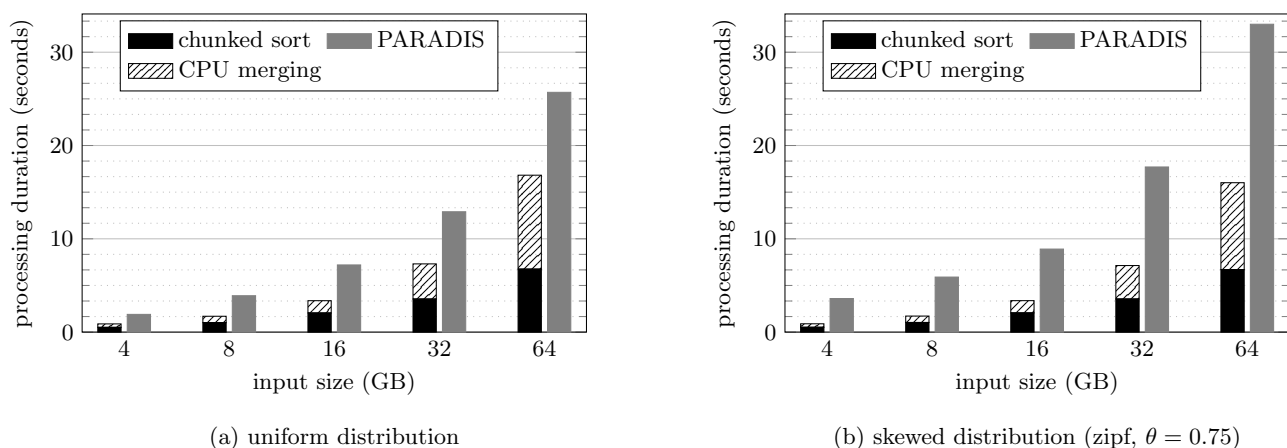 processing duration (seconds)
30
20
10
0
chunked sort PARADIS
CPU merging
4 8 16 32 64
input size (GB)
(a) uniform distribution
processing duration (seconds)
30
20
10
0
chunked sort PARADIS
CPU merging
4 8 16 32 64
input size (GB)
(b) skewed distribution (zipf, θ = 0.75)